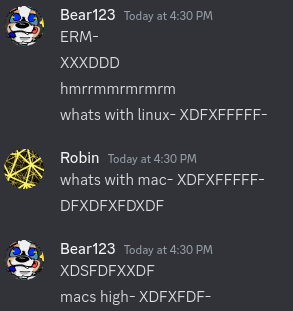 Bear123 Today at 4:30 PM
ERM-
XXXDDD
hmrrmmrmrmrm
whats with linux- XDFXFFFFF-
Robin Today at 4:30 PM
whats with mac- XDFXFFFFF-
DFXDFXFDXDF
Bear123 Today at 4:30 PM
XDSFDFXXDF
macs high- XDFXFDF-